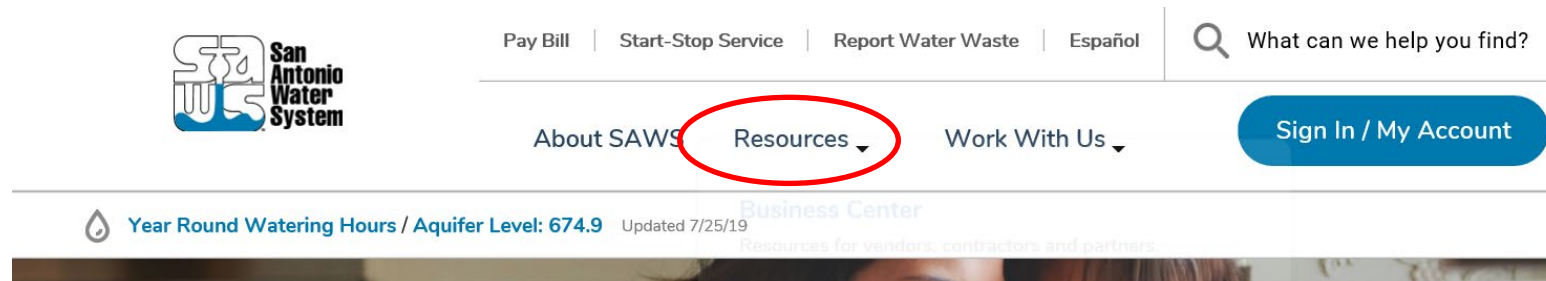 San
Antonio
Water
System
Pay Bill | Start-Stop Service | Report Water Waste | Español
What can we help you find?
About SAWS Resources Work With Us
Sign In / My Account
Year Round Watering Hours / Aquifer Level: 674.9 Updated 7/25/19
Business Center
Resources for vendors, contractors and partners.